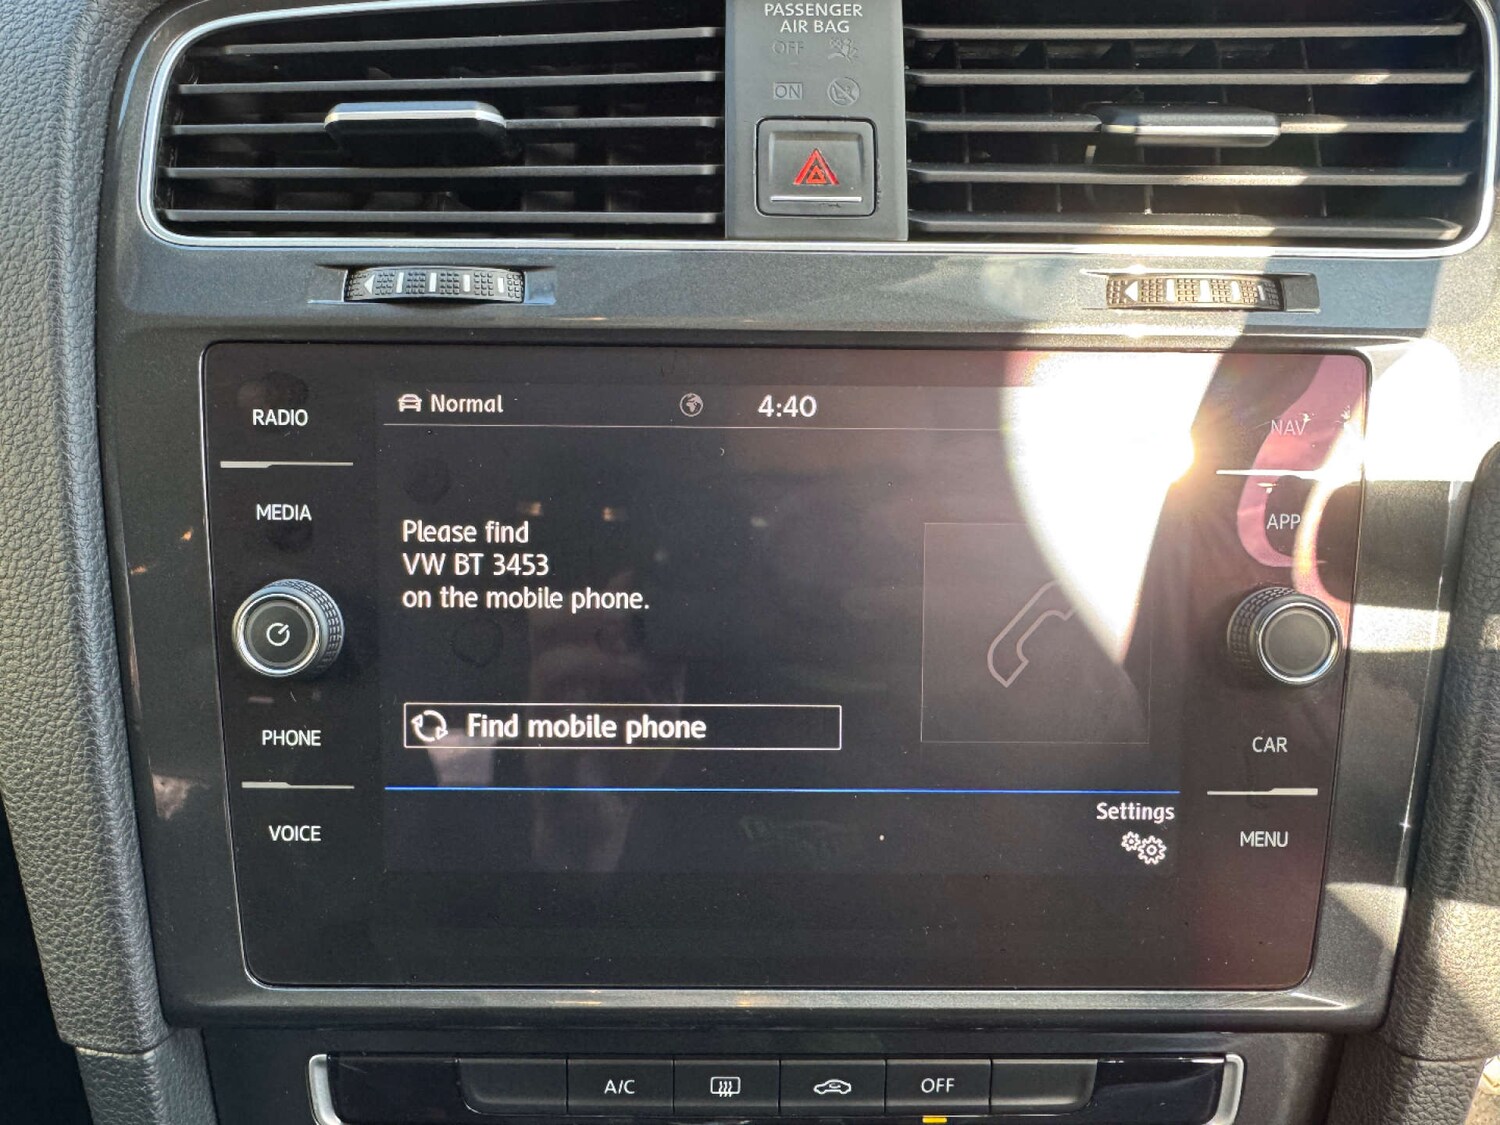 PASSENGER
AIR BAG
OFF
ON
RADIO
Normal
4:40
NAV
MEDIA
Please find
VW BT 3453
on the mobile phone.
APP
Find mobile phone
PHONE
CAR
VOICE
Settings
MENU
A/C
OFF